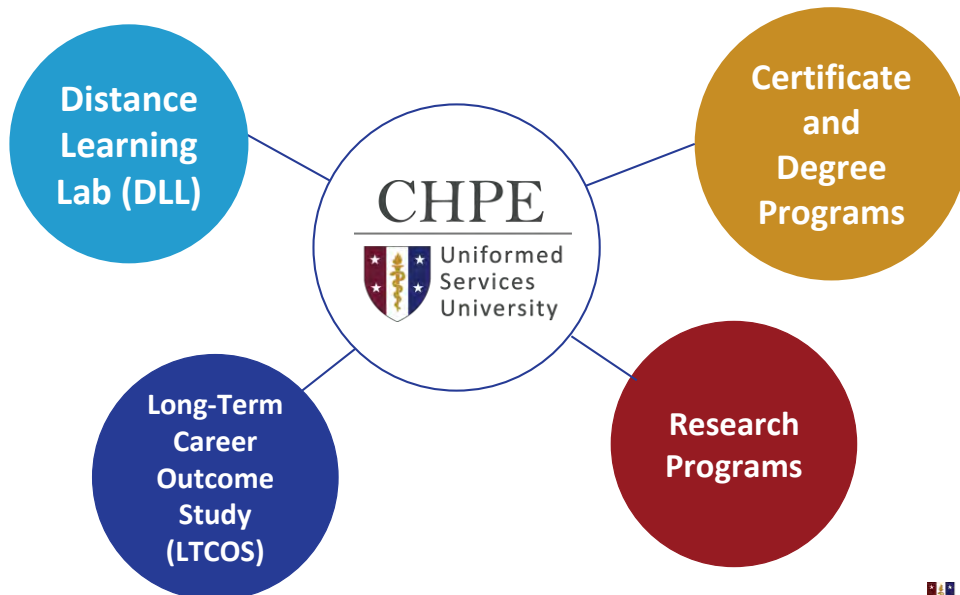 Distance
Learning
Lab (DLL)
Certificate
and
Degree
Programs
CHPE
Uniformed
Services
University
Long-Term
Career
Outcome
Study
(LTCOS)
Research
Programs